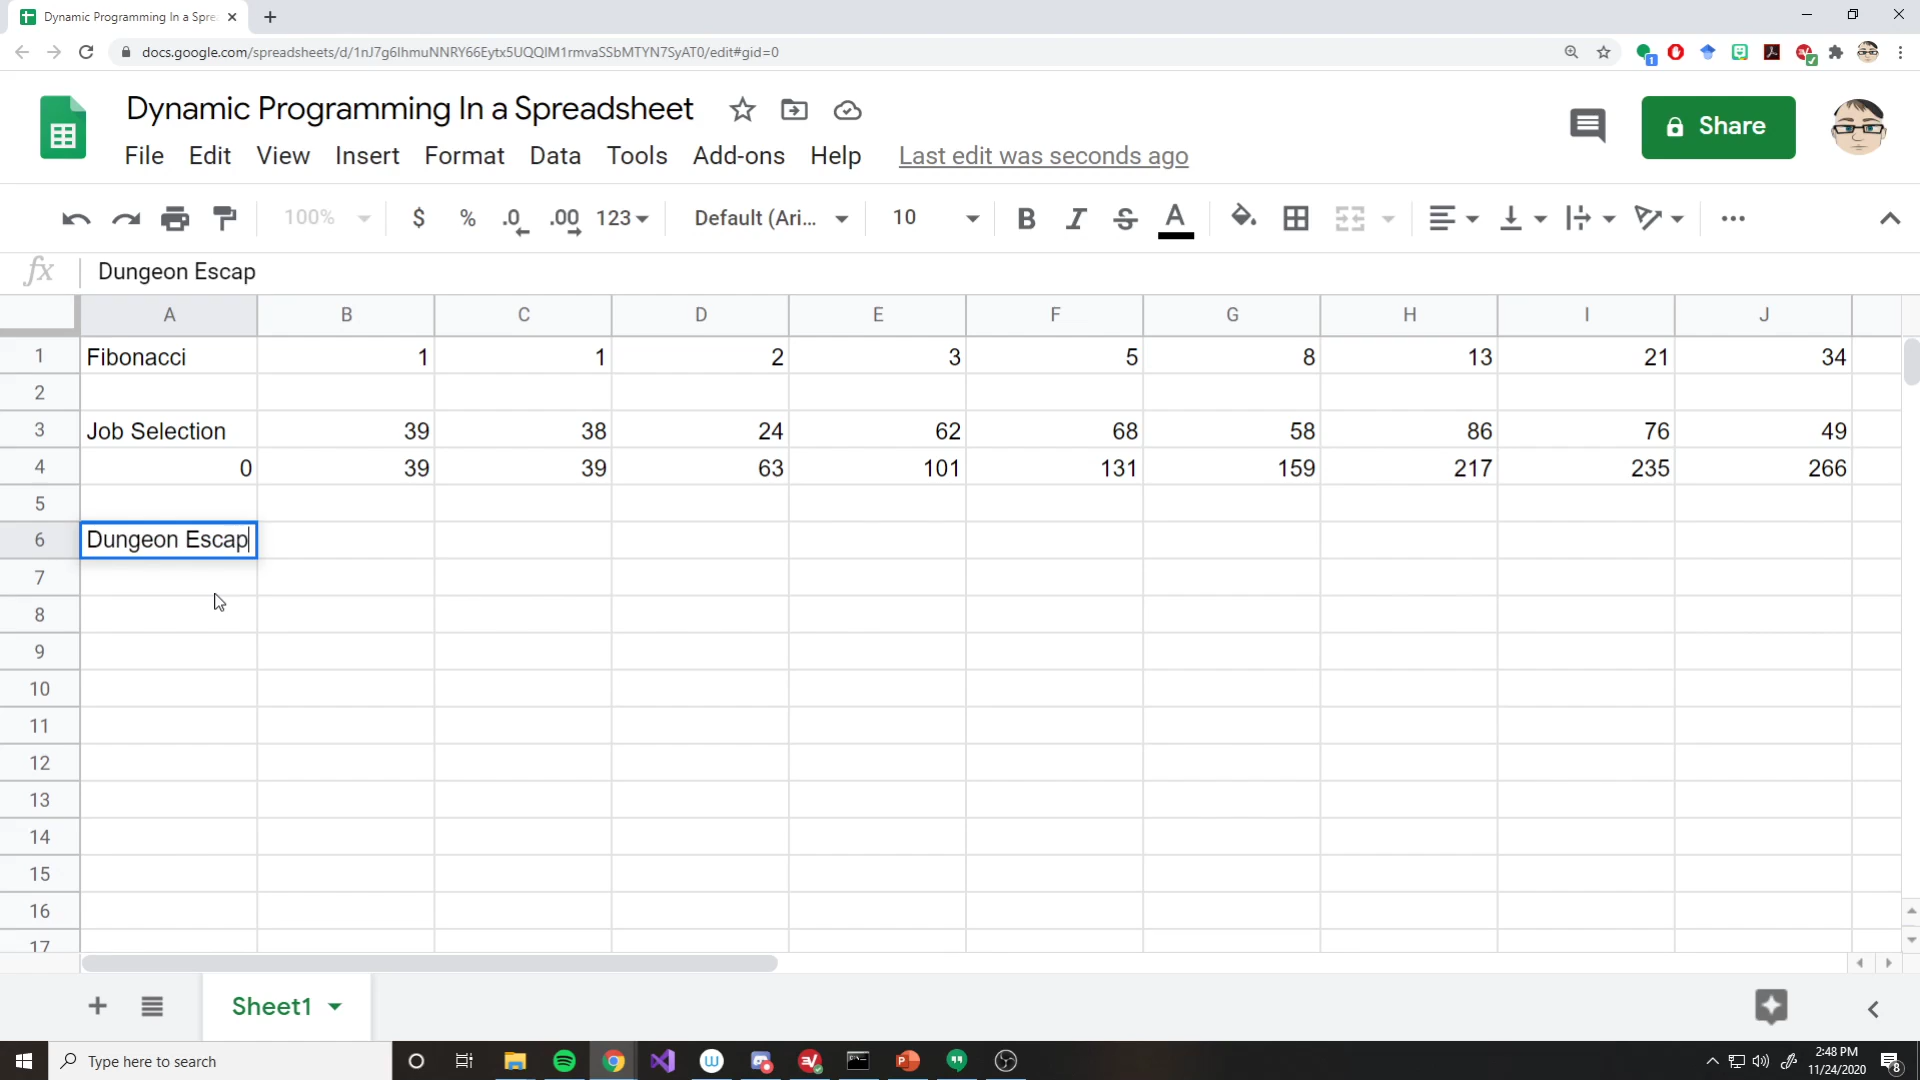 Dynamic Programming In a Spre
docs.google.com/spreadsheets/d/1nJ7g6IhmuNNRY66Eytx5UQQIM1rmvaSSbMTYN7SyAT0/edit#gid=0
1
Dynamic Programming In a Spreadsheet
Share
File Edit View Insert Format Data Tools Add-ons Help Last edit was seconds ago
100% $ % .0 .00 123 Default (Ari... 10 B I S A
fx Dungeon Escap
A B C D E F G H I J
1 Fibonacci 1 1 2 3 5 8 13 21 34
2
3 Job Selection 39 38 24 62 68 58 86 76 49
4 0 39 39 63 101 131 159 217 235 266
5
6 Dungeon Escap
7
8
9
10
11
12
13
14
15
16
17
Sheet1
Type here to search
2:48 PM
11/24/2020
8